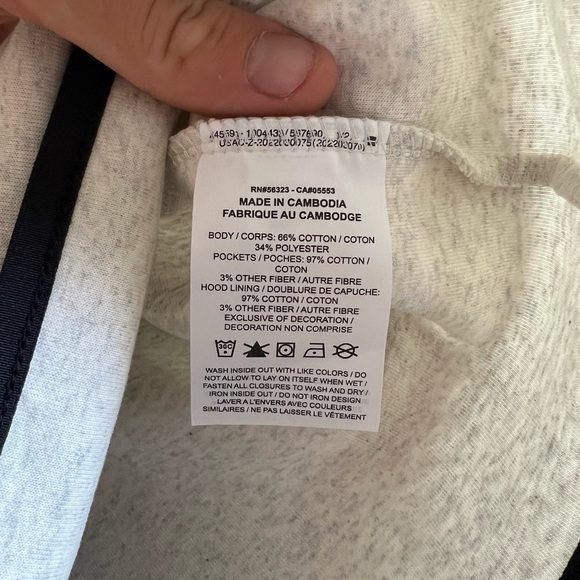 RN#56323 - CA#05553
MADE IN CAMBODIA
FABRIQUE AU CAMBODGE
BODY / CORPS: 66% COTTON / COTON
34% POLYESTER
POCKETS / POCHES: 97% COTTON /
COTON
3% OTHER FIBER / AUTRE FIBRE
HOOD LINING / DOUBLURE DE CAPUCHE:
97% COTTON / COTON
3% OTHER FIBER / AUTRE FIBRE
EXCLUSIVE OF DECORATION /
DECORATION NON COMPRISE
30C
WASH INSIDE OUT WITH LIKE COLORS / DO
NOT ALLOW TO LAY ON ITSELF WHEN WET /
FASTEN ALL CLOSURES TO WASH AND DRY /
IRON INSIDE OUT / DO NOT IRON DESIGN
LAVER A L'ENVERS AVEC COULEURS
SIMILAIRES / NE PAS LAISSER LE VÊTEMENT